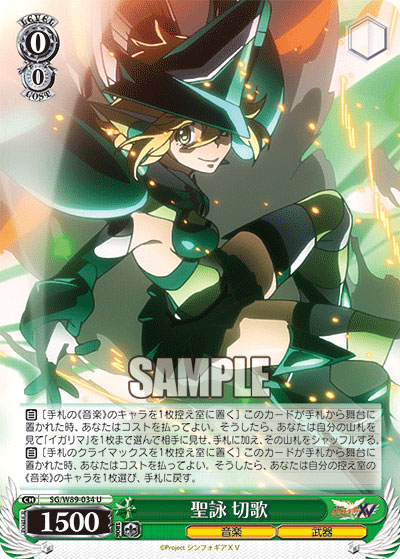 LEVEL
0
0
COST
SAMPLE
自［手札の《音楽》のキャラを1枚控え室に置く］このカードが手札から舞台に
置かれた時、あなたはコストを払ってよい。そうしたら、あなたは自分の山札
を見て「イガリマ」を1枚まで選んで相手に見せ、手札に加え、その山札をシャッフルする。
自［手札のクライマックスを1枚控え室に置く］このカードが手札から舞台に
置かれた時、あなたはコストを払ってよい。そうしたら、あなたは自分の控え室の
《音楽》のキャラを1枚選び、手札に戻す。
CH
SG/W89-034 U
1500
聖詠 切歌
XV
音楽
武器
©Project シンフォギアXV